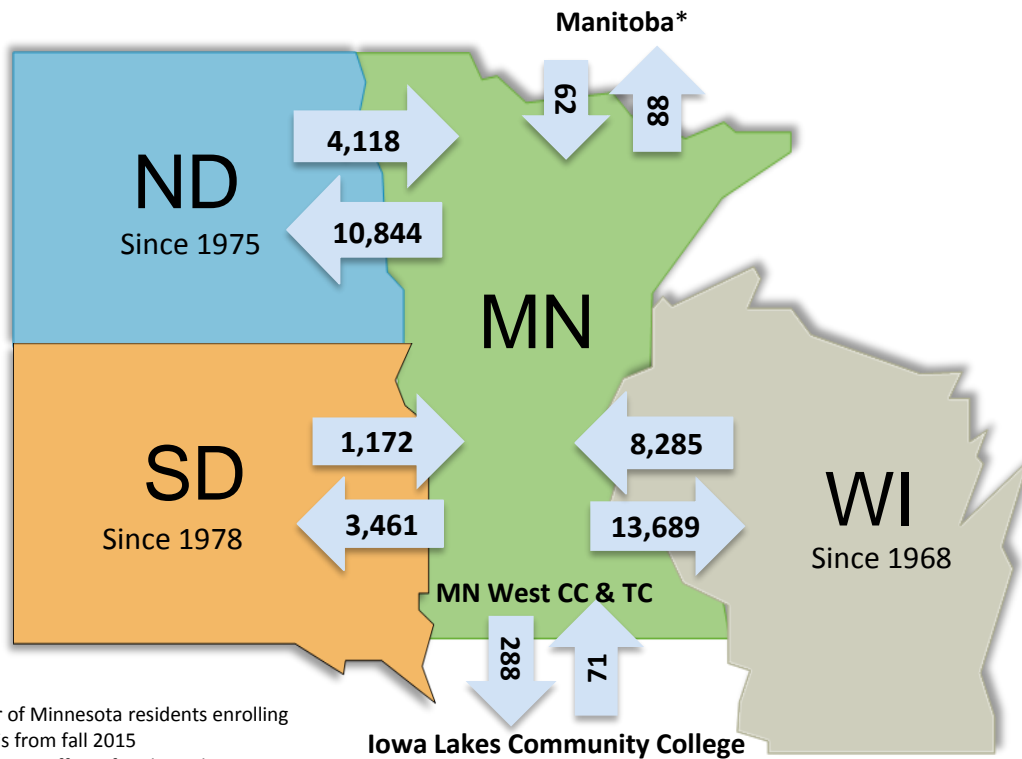 Manitoba*
62
88
4,118
ND
Since 1975
10,844
MN
1,172
8,285
SD
Since 1978
3,461
13,689
WI
Since 1968
MN West CC & TC
288
71
of Minnesota residents enrolling
s from fall 2015
Iowa Lakes Community College